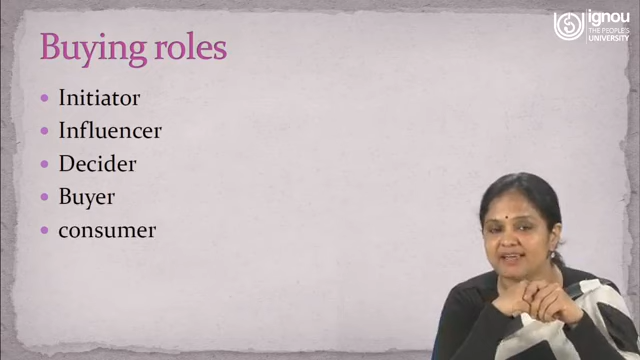 Buying roles
Initiator
Influencer
Decider
Buyer
consumer
ignou
THE PEOPLE'S
UNIVERSITY